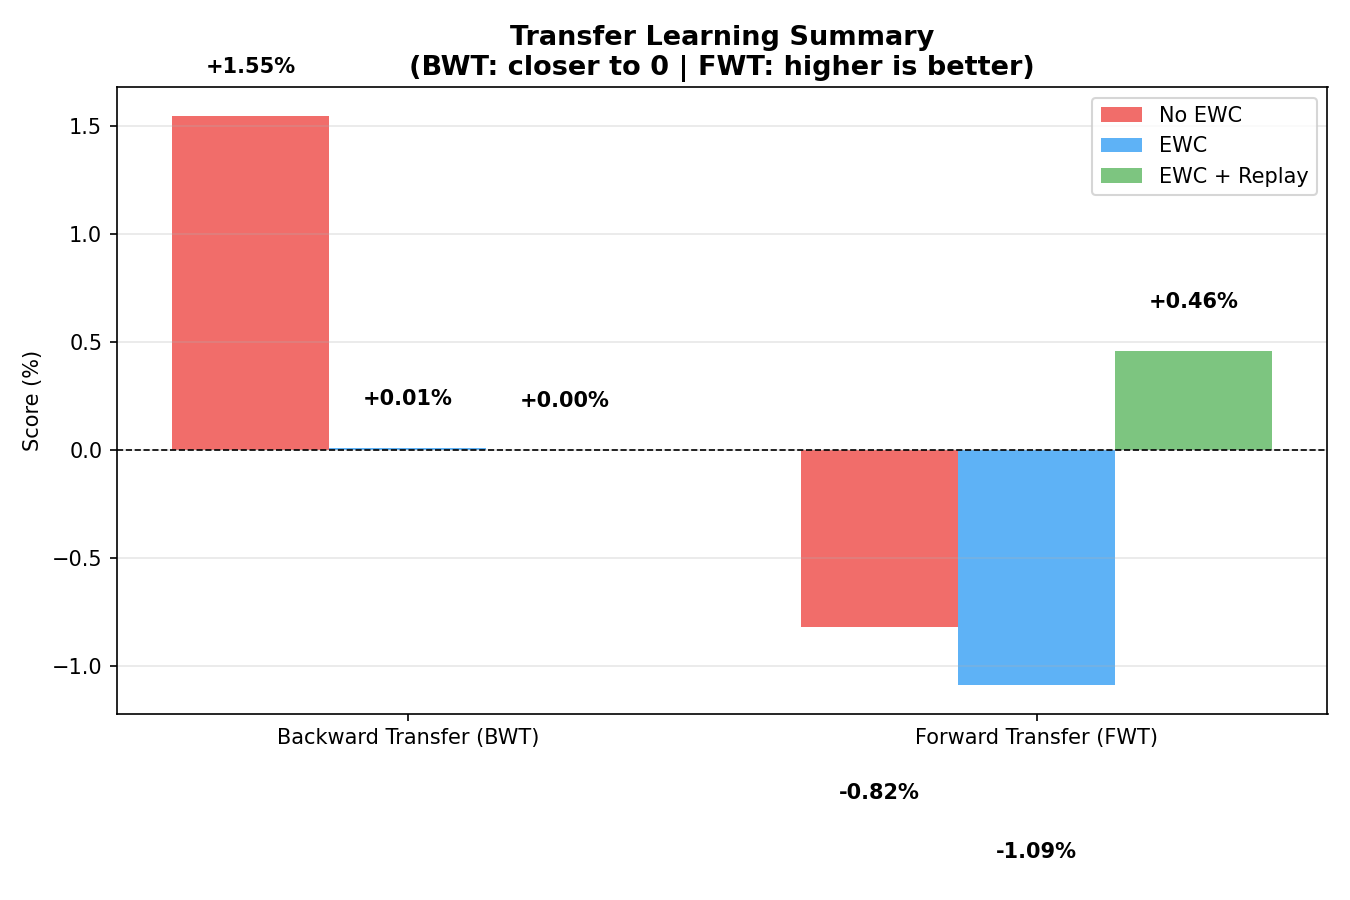 Transfer Learning Summary
(BWT: closer to 0 | FWT: higher is better)
+1.55%
No EWC
EWC
EWC + Replay
Score (%)
1.5
1.0
0.5
0.0
−0.5
−1.0
+0.01%
+0.00%
+0.46%
Backward Transfer (BWT)
Forward Transfer (FWT)
-0.82%
-1.09%